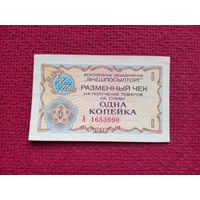 ВСЕСОЮЗНОЕ ОБЪЕДИНЕНИЕ
"ВНЕШПОСЫЛТОРГ"
РАЗМЕННЫЙ ЧЕК
НА ПОЛУЧЕНИЕ ТОВАРОВ
НА СУММУ
ОДНА
КОПЕЙКА
А 1653990
1976